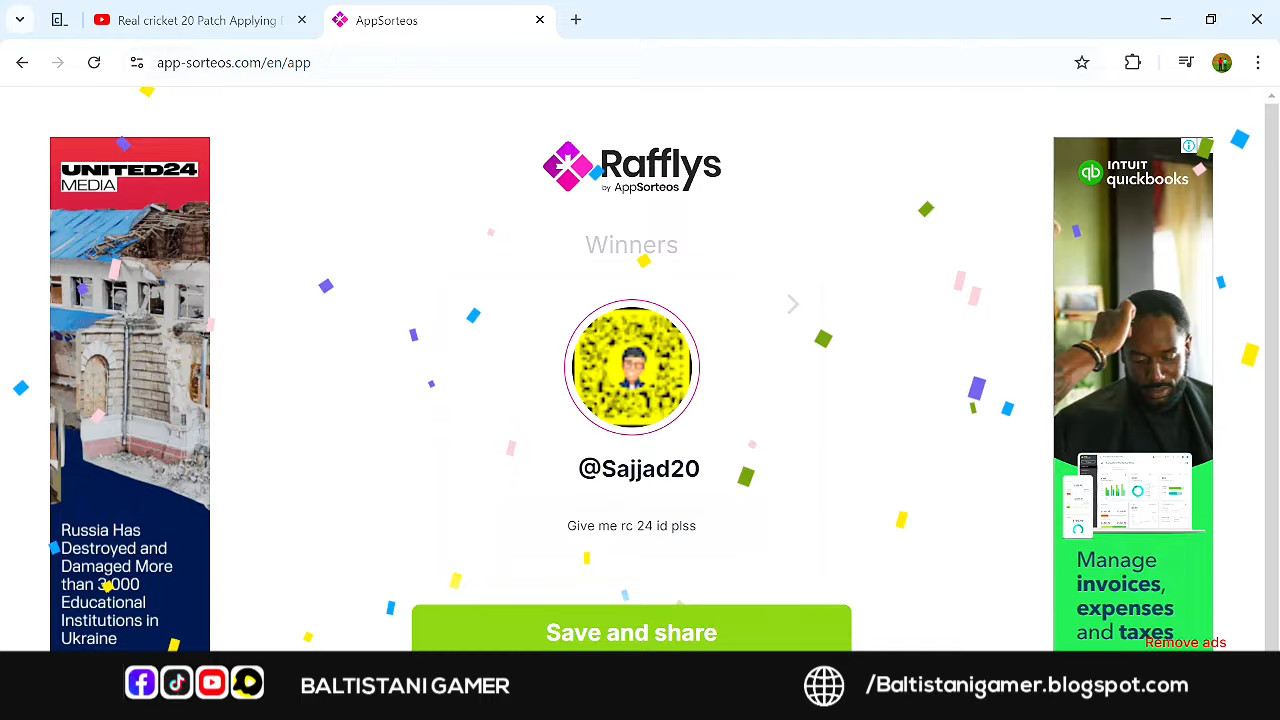 Real cricket 20 Patch Applying
AppSorteos
app-sorteos.com/en/app
UNITED24
MEDIA
Russia Has
Destroyed and
Damaged More
than 3,000
Educational
Institutions in
Ukraine
Rafflys
by AppSorteos
Winners
@Sajjad20
Give me rc 24 id plss
Save and share
INTUIT
quickbooks
Manage
invoices,
expenses
and taxes
Remove ads
BALTISTANI GAMER
/Baltistanigamer.blogspot.com